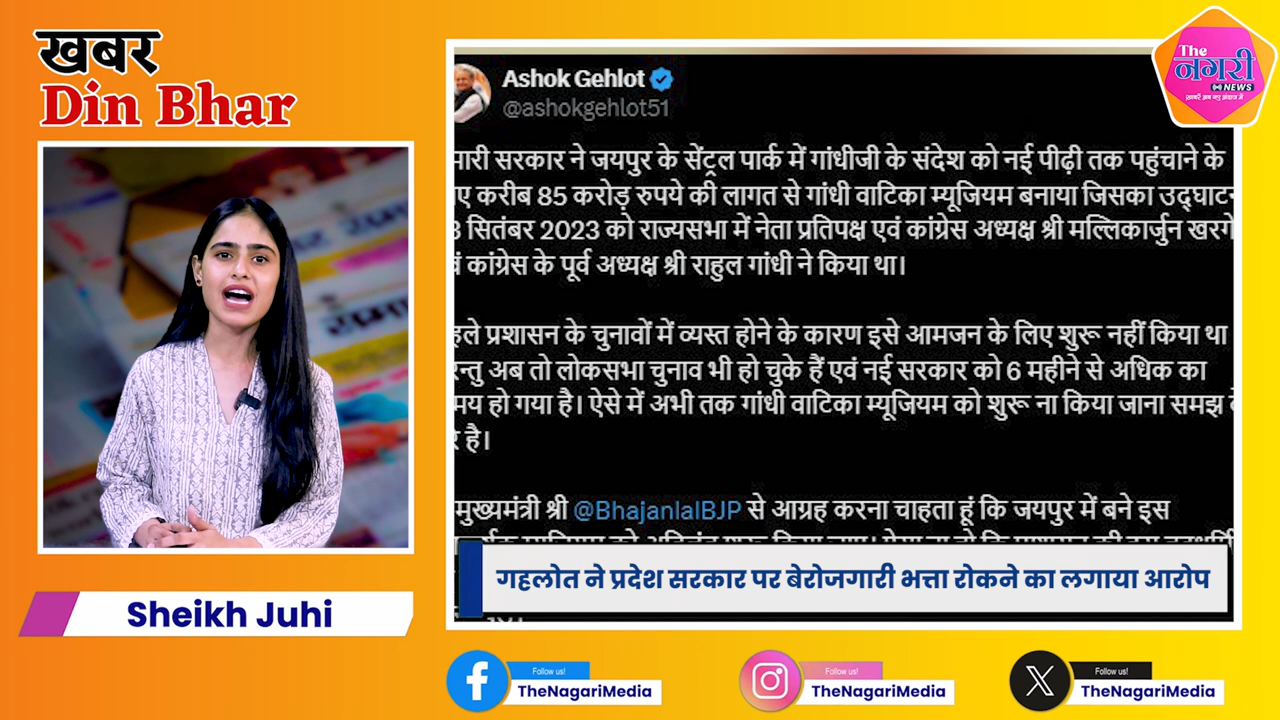 खबर
Din Bhar
The
नगरी
NEWS
Ashok Gehlot
@ashokgehlot51
मारी सरकार ने जयपुर के सेंट्रल पार्क में गांधीजी के संदेश को नई पीढ़ी तक पहुंचाने के
ए करीब 85 करोड़ रुपये की लागत से गांधी वाटिका म्यूजियम बनाया जिसका उद्घाटन
3 सितंबर 2023 को राज्यसभा में नेता प्रतिपक्ष एवं कांग्रेस अध्यक्ष श्री मल्लिकार्जुन खरगे
वं कांग्रेस के पूर्व अध्यक्ष श्री राहुल गांधी ने किया था।
हले प्रशासन के चुनावों में व्यस्त होने के कारण इसे आमजन के लिए शुरू नहीं किया था
रन्तु अब तो लोकसभा चुनाव भी हो चुके हैं एवं नई सरकार को 6 महीने से अधिक का
मय हो गया है। ऐसे में अभी तक गांधी वाटिका म्यूजियम को शुरू ना किया जाना समझ
र है।
मुख्यमंत्री श्री @BhajanlalBJP से आग्रह करना चाहता हूं कि जयपुर में बने इस
गहलोत ने प्रदेश सरकार पर बेरोजगारी भत्ता रोकने का लगाया आरोप
Sheikh Juhi
Follow us!
TheNagariMedia
Follow us!
TheNagariMedia
Follow us!
TheNagariMedia